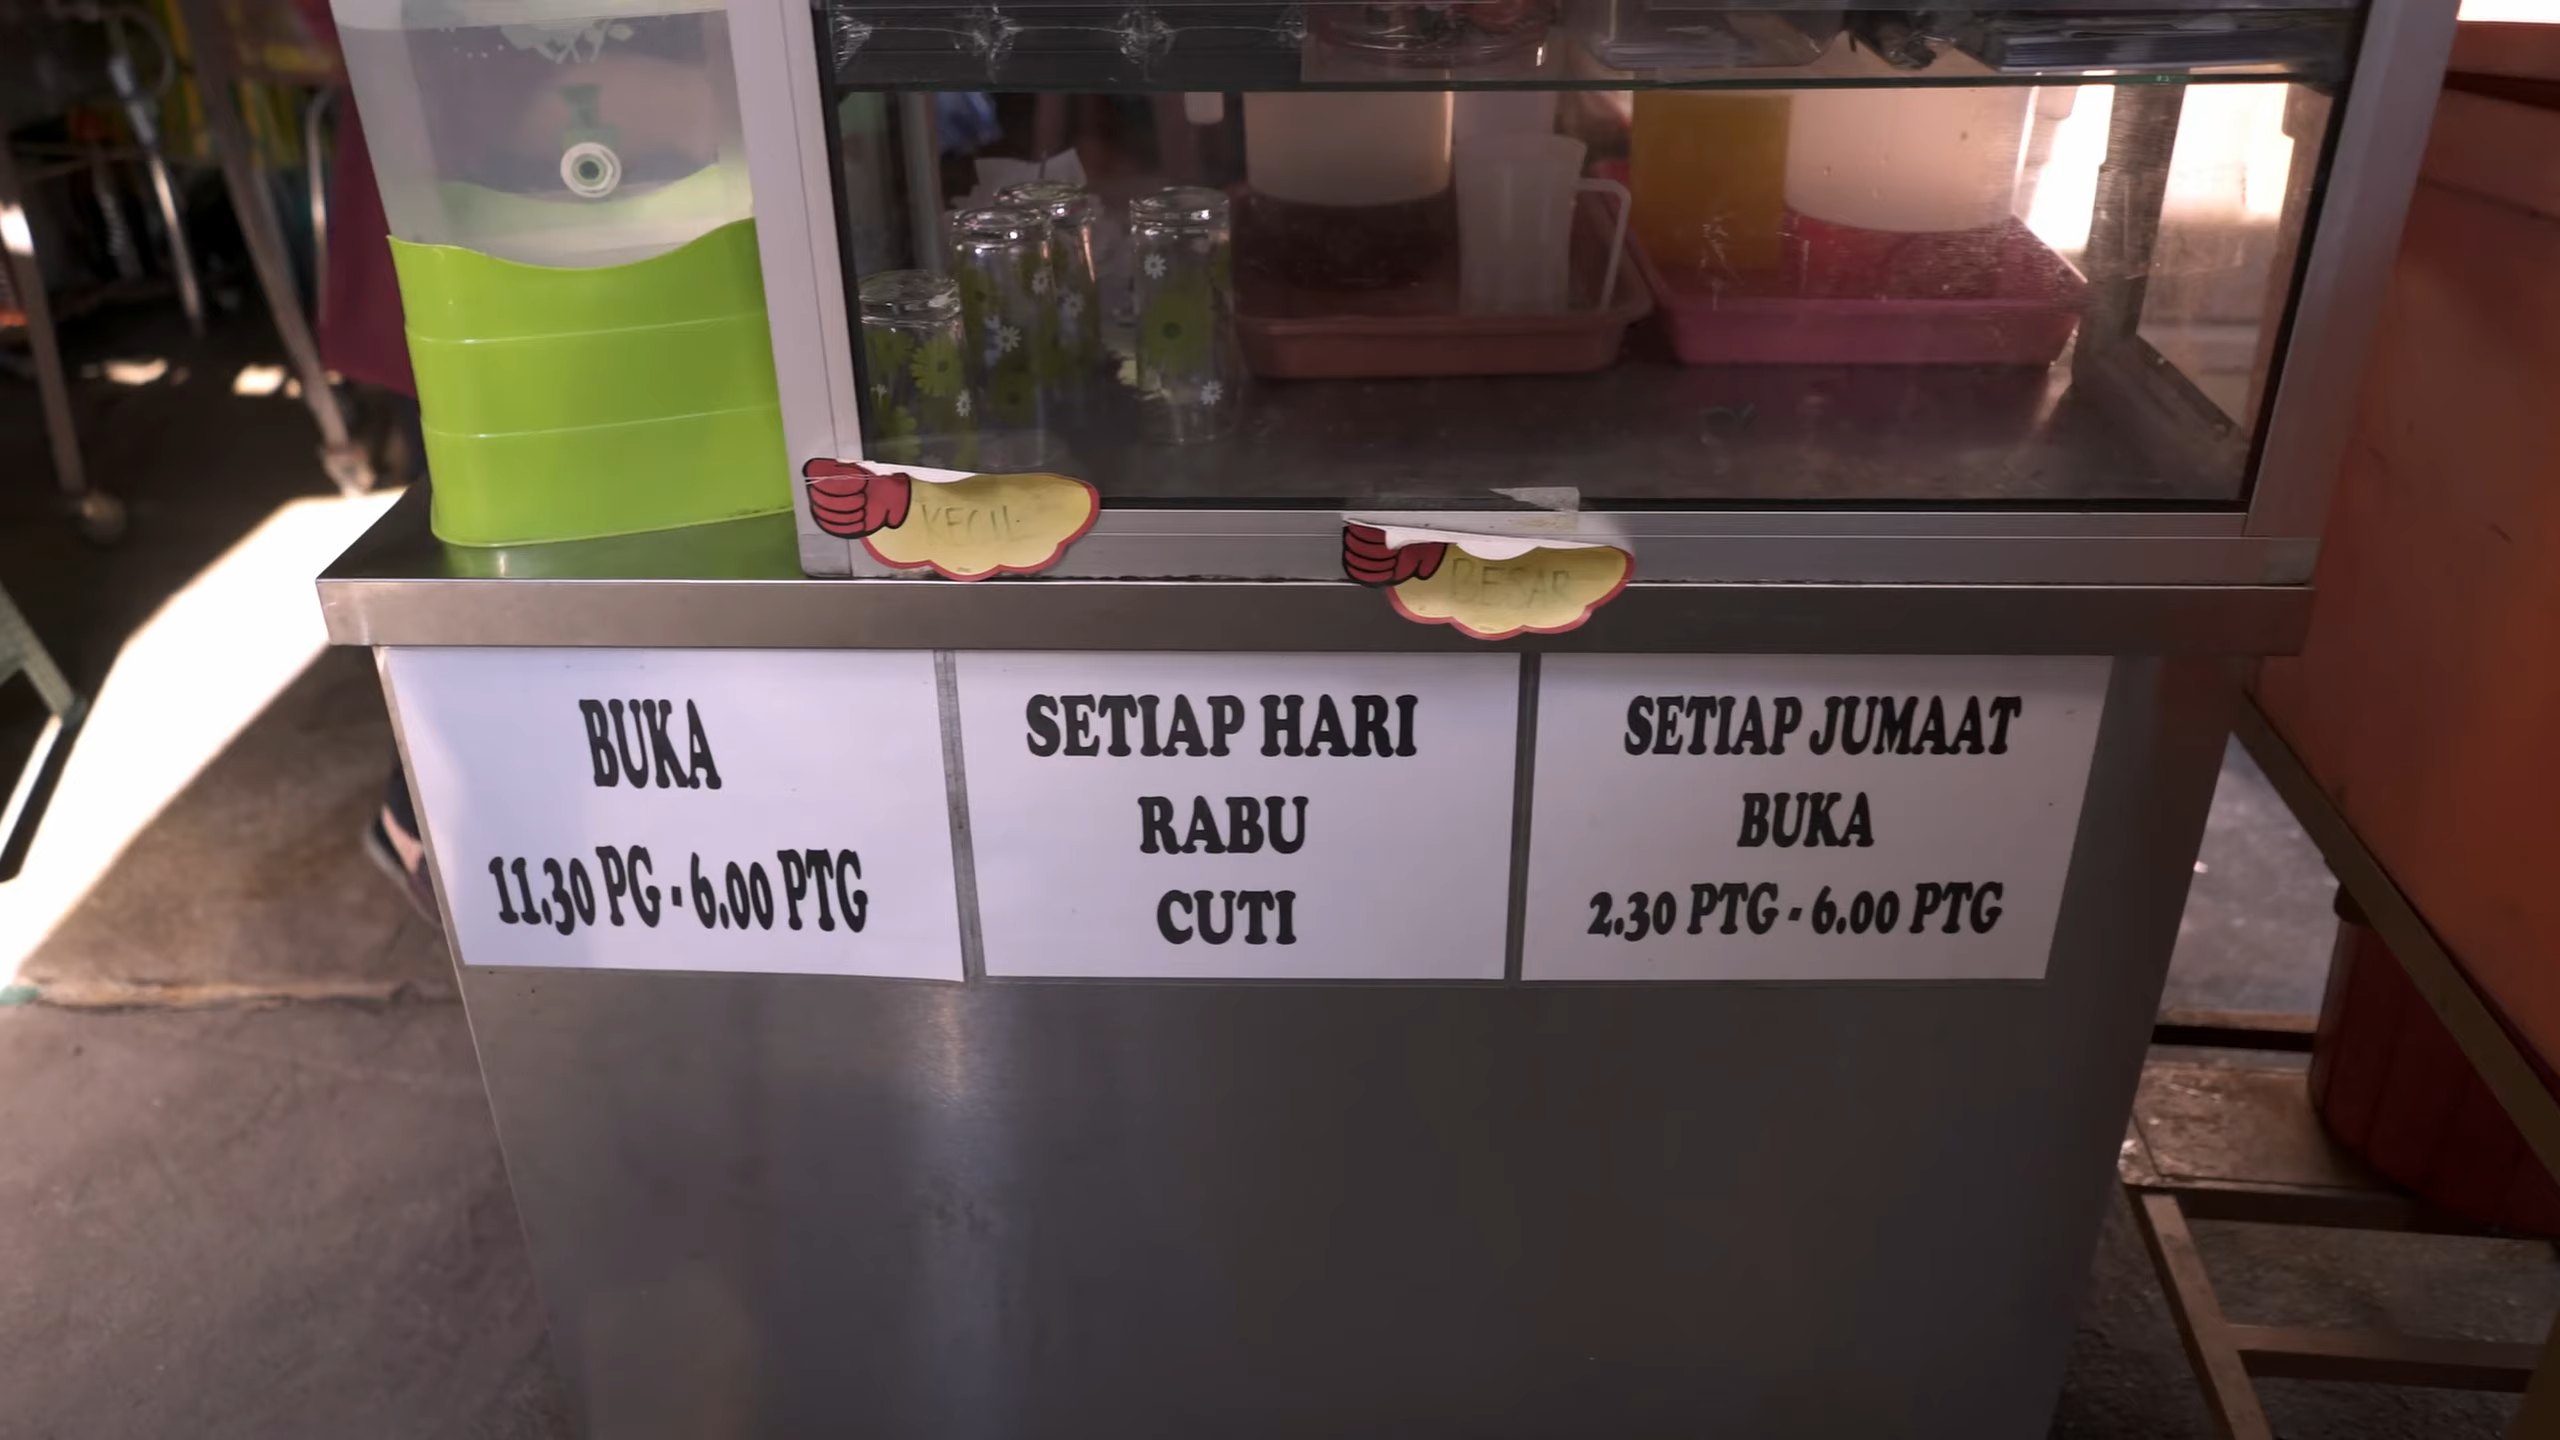 KECIL
BESAR
BUKA
11.30 PG - 6.00 PTG
SETIAP HARI
RABU
CUTI
SETIAP JUMAAT
BUKA
2.30 PTG - 6.00 PTG